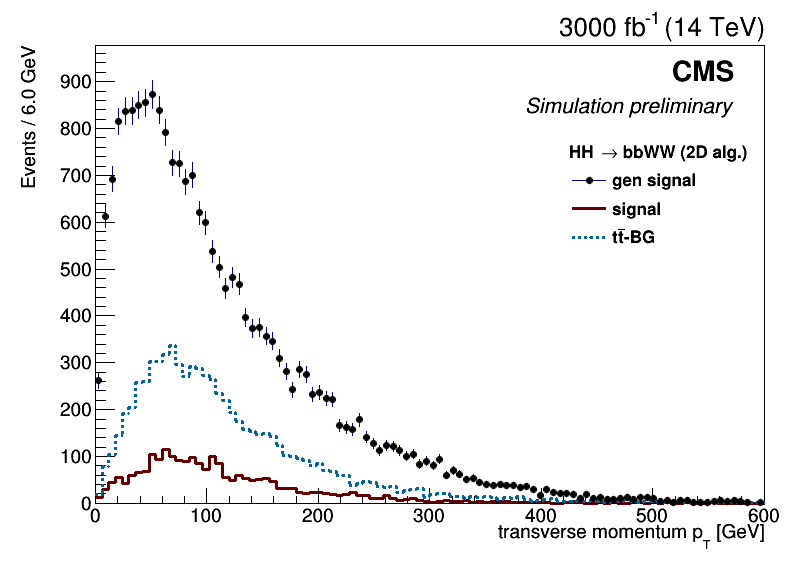 3000 fb⁻¹ (14 TeV)
CMS
Simulation preliminary
HH → bbWW (2D alg.)
gen signal
signal
tt̄-BG
Events / 6.0 GeV
900
800
700
600
500
400
300
200
100
0
0 100 200 300 400 500 600
transverse momentum p_T [GeV]